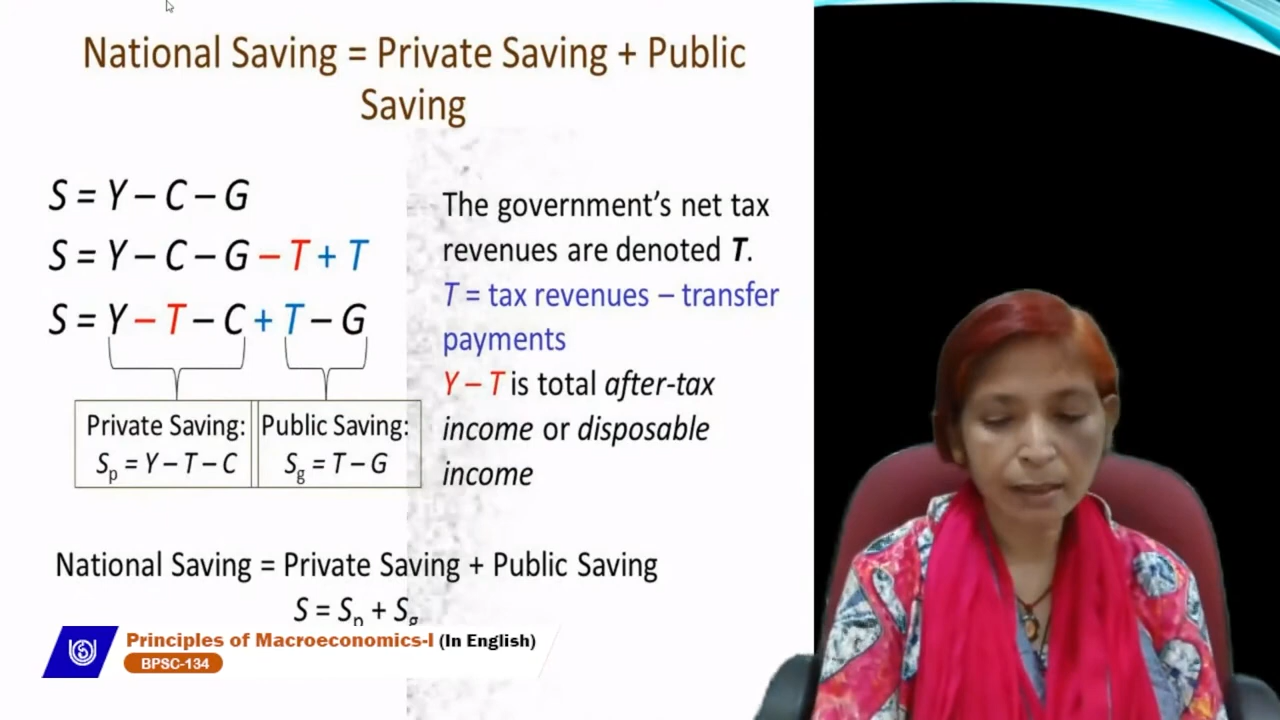 National Saving = Private Saving + Public
Saving
S = Y – C – G
S = Y – C – G – T + T
S = Y – T – C + T – G
Private Saving:
Sp = Y – T – C
Public Saving:
Sg = T – G
The government’s net tax
revenues are denoted T.
T = tax revenues – transfer
payments
Y – T is total after-tax
income or disposable
income
National Saving = Private Saving + Public Saving
S = Sp + Sg
Principles of Macroeconomics-I (In English)
BPSC-134